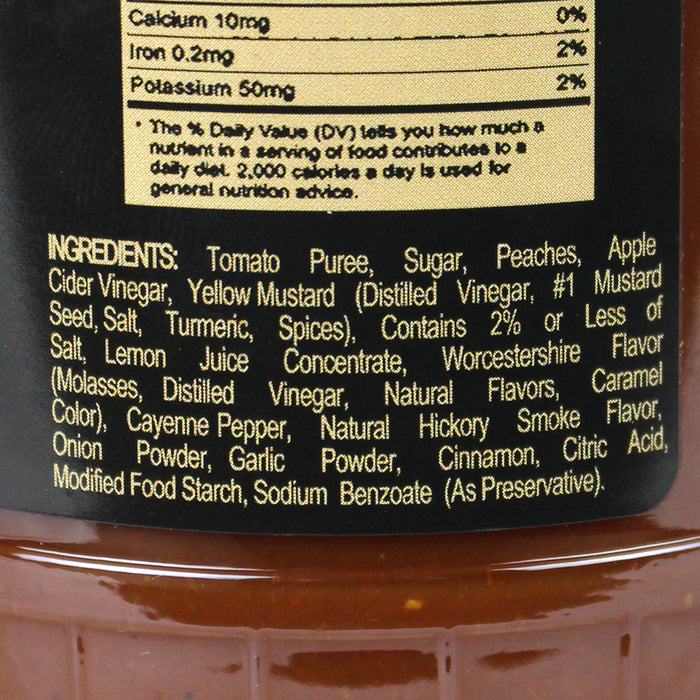 Calcium 10mg 0%
Iron 0.2mg 2%
Potassium 50mg 2%
* The % Daily Value (DV) tells you how much a
nutrient in a serving of food contributes to a
daily diet. 2,000 calories a day is used for
general nutrition advice.
INGREDIENTS: Tomato Puree, Sugar, Peaches, Apple
Cider Vinegar, Yellow Mustard (Distilled Vinegar, #1 Mustard
Seed, Salt, Turmeric, Spices), Contains 2% or Less of
Salt, Lemon Juice Concentrate, Worcestershire Flavor
(Molasses, Distilled Vinegar, Natural Flavors, Caramel
Color), Cayenne Pepper, Natural Hickory Smoke Flavor,
Onion Powder, Garlic Powder, Cinnamon, Citric Acid,
Modified Food Starch, Sodium Benzoate (As Preservative).